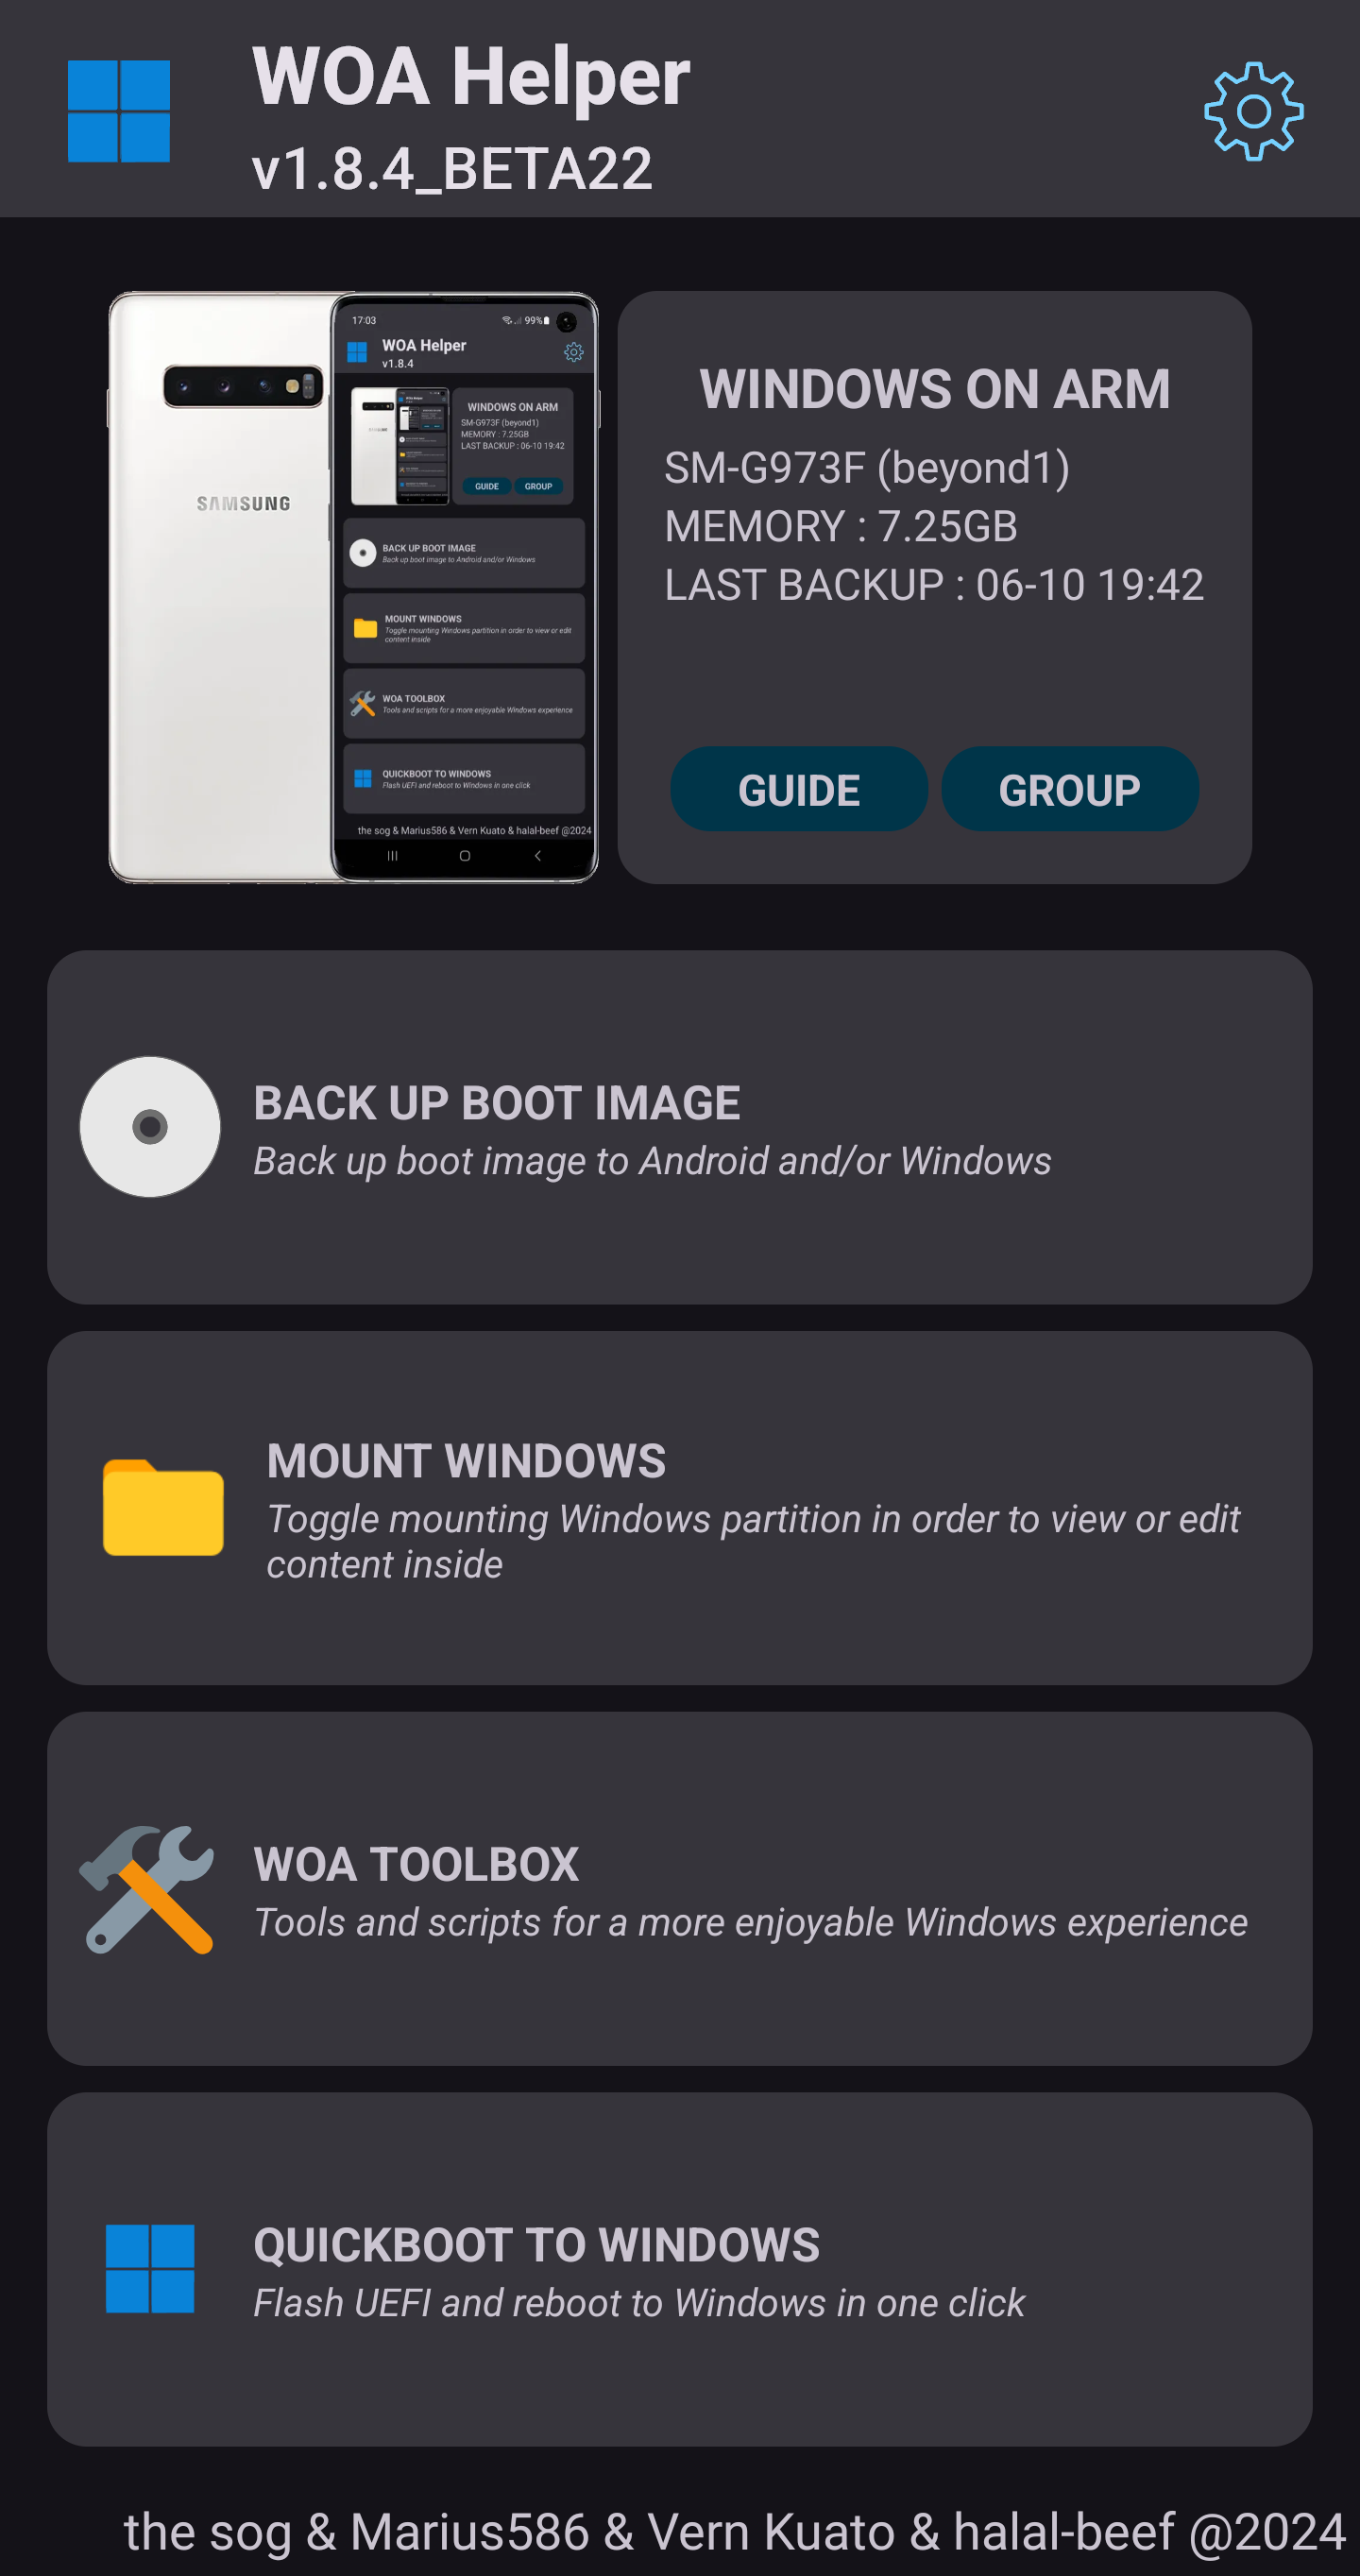 WOA Helper
v1.8.4_BETA22
SAMSUNG
17:03
99%
WOA Helper
v1.8.4
WINDOWS ON ARM
SM-G973F (beyond1)
MEMORY : 7.25GB
LAST BACKUP : 06-10 19:42
GUIDE GROUP
BACK UP BOOT IMAGE
Back up boot image to Android and/or Windows
MOUNT WINDOWS
Toggle mounting Windows partition in order to view or edit
content inside
WOA TOOLBOX
Tools and scripts for a more enjoyable Windows experience
QUICKBOOT TO WINDOWS
Flash UEFI and reboot to Windows in one click
the sog & Marius586 & Vern Kuato & halal-beef @2024
WINDOWS ON ARM
SM-G973F (beyond1)
MEMORY : 7.25GB
LAST BACKUP : 06-10 19:42
GUIDE GROUP
BACK UP BOOT IMAGE
Back up boot image to Android and/or Windows
MOUNT WINDOWS
Toggle mounting Windows partition in order to view or edit
content inside
WOA TOOLBOX
Tools and scripts for a more enjoyable Windows experience
QUICKBOOT TO WINDOWS
Flash UEFI and reboot to Windows in one click
the sog & Marius586 & Vern Kuato & halal-beef @2024